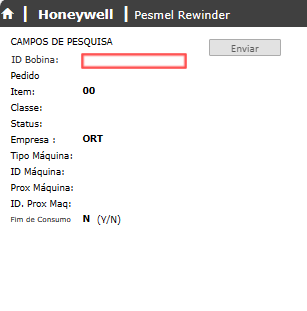 | Honeywell | Pesmel Rewinder
CAMPOS DE PESQUISA
Enviar
ID Bobina:
Pedido
Item: 00
Classe:
Status:
Empresa : ORT
Tipo Máquina:
ID Máquina:
Prox Máquina:
ID. Prox Maq:
Fim de Consumo N (Y/N)